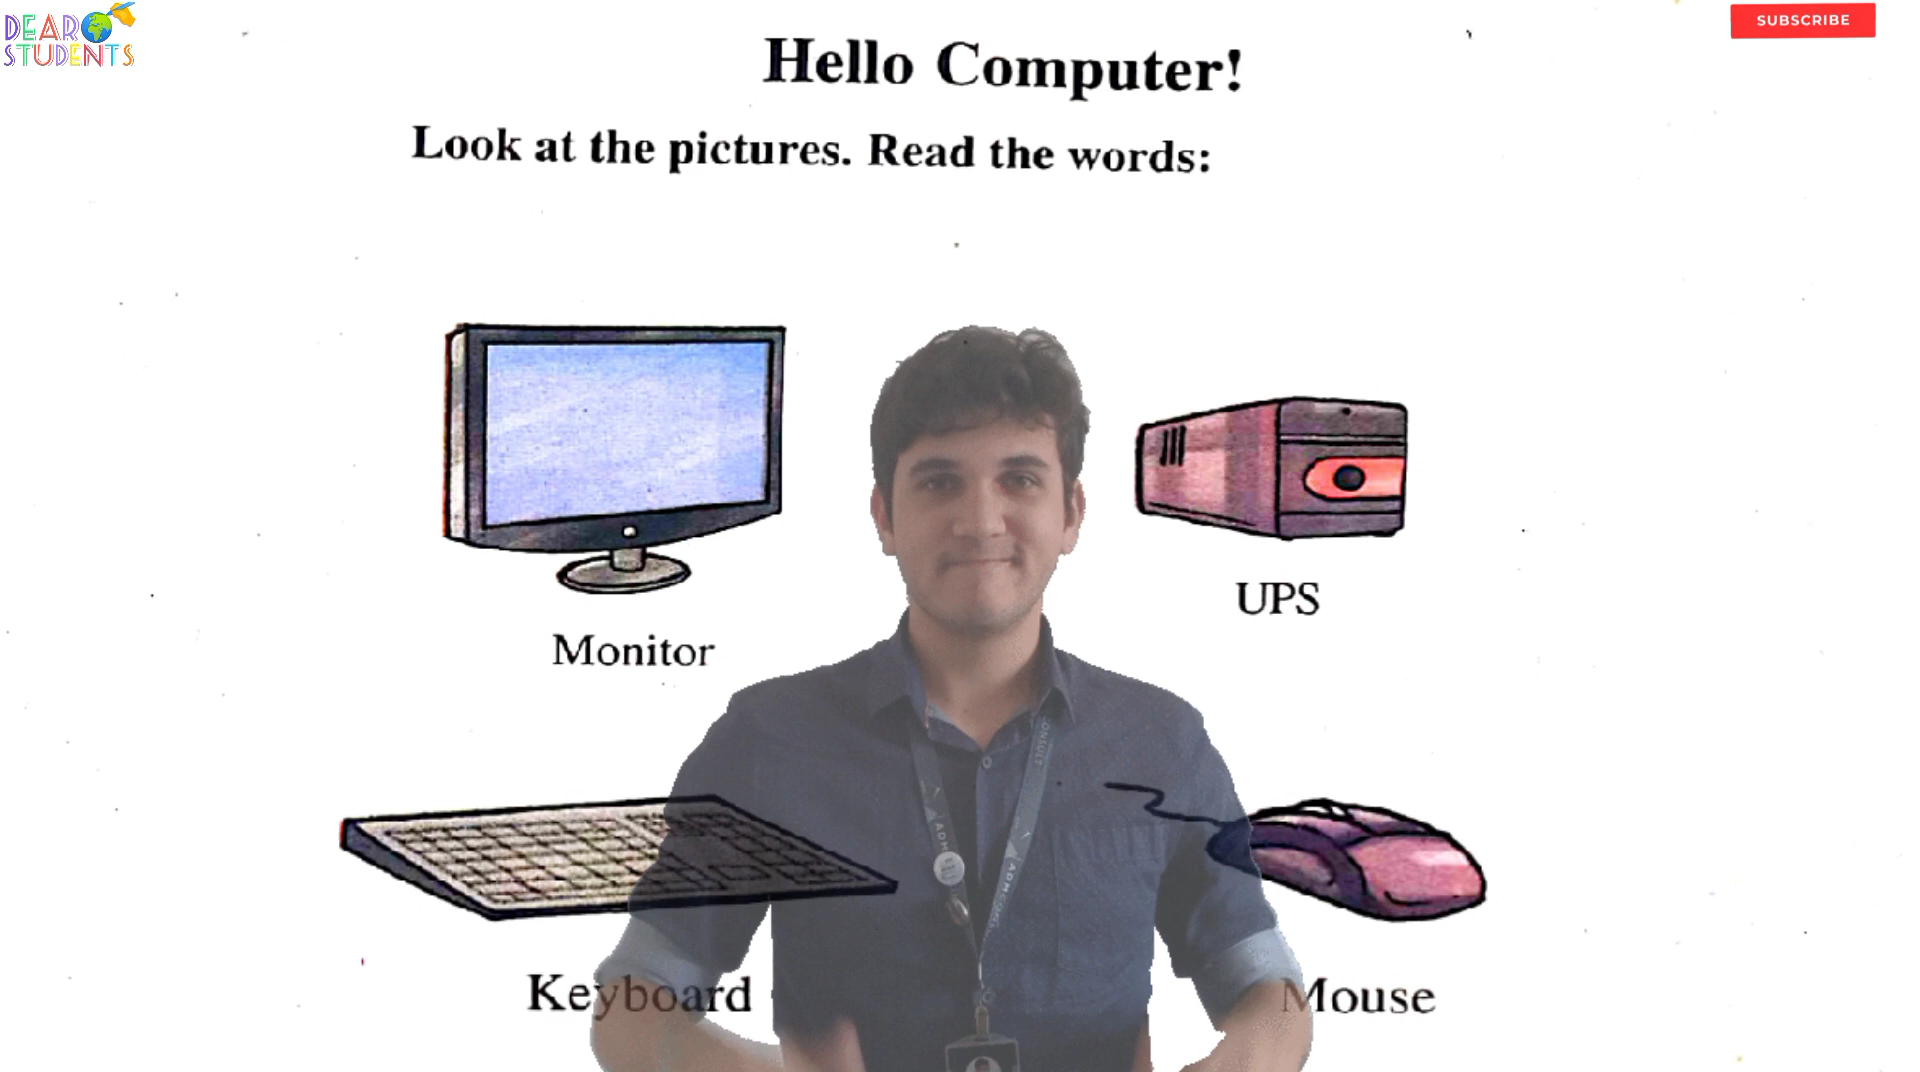 DEAR
STUDENTS
SUBSCRIBE
Hello Computer!
Look at the pictures. Read the words:
Monitor
UPS
Keyboard
Mouse